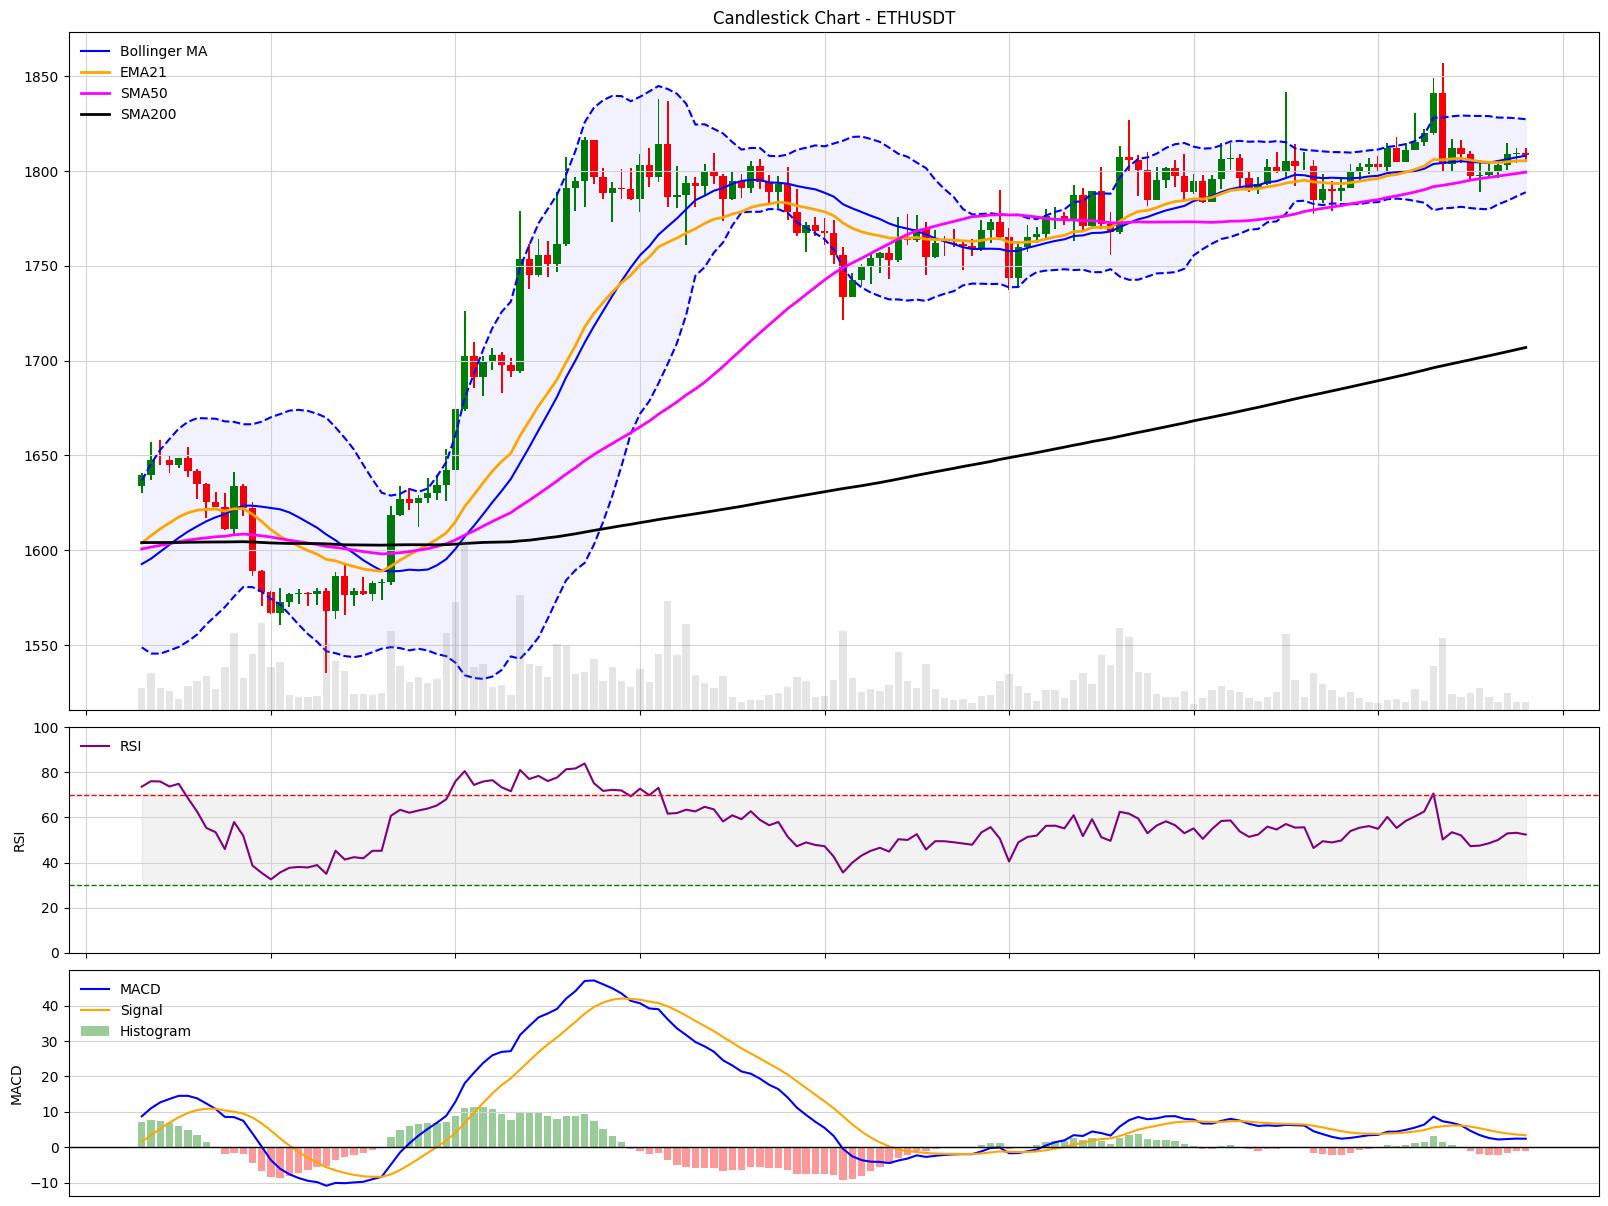 Candlestick Chart - ETHUSDT
Bollinger MA
EMA21
SMA50
SMA200
1850
1800
1750
1700
1650
1600
1550
RSI
RSI
100
80
60
40
20
0
MACD
Signal
Histogram
MACD
40
30
20
10
0
−10